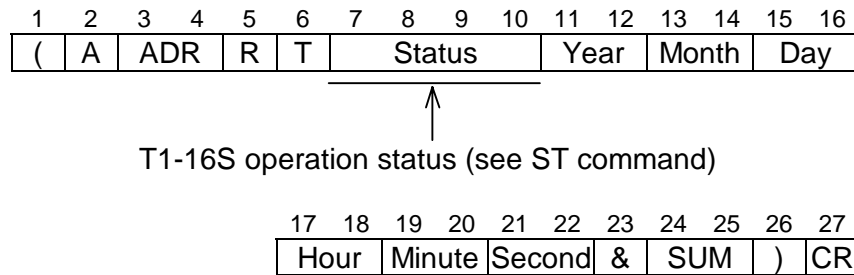 1 2 3 4 5 6 7 8 9 10 11 12 13 14 15 16
( A ADR R T Status Year Month Day
T1-16S operation status (see ST command)
17 18 19 20 21 22 23 24 25 26 27
Hour Minute Second & SUM ) CR